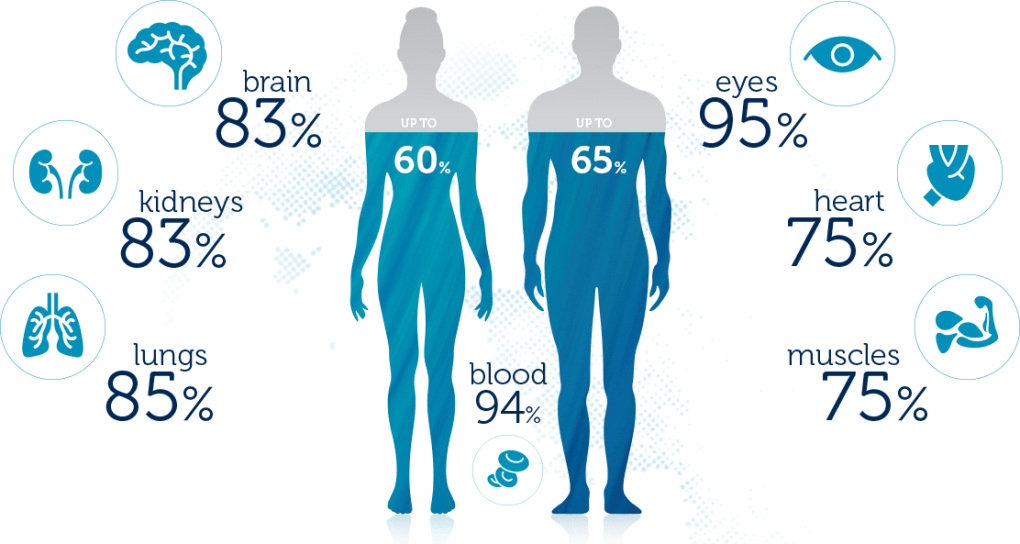 brain
83%
kidneys
83%
lungs
85%
UP TO
60%
UP TO
65%
blood
94%
eyes
95%
heart
75%
muscles
75%